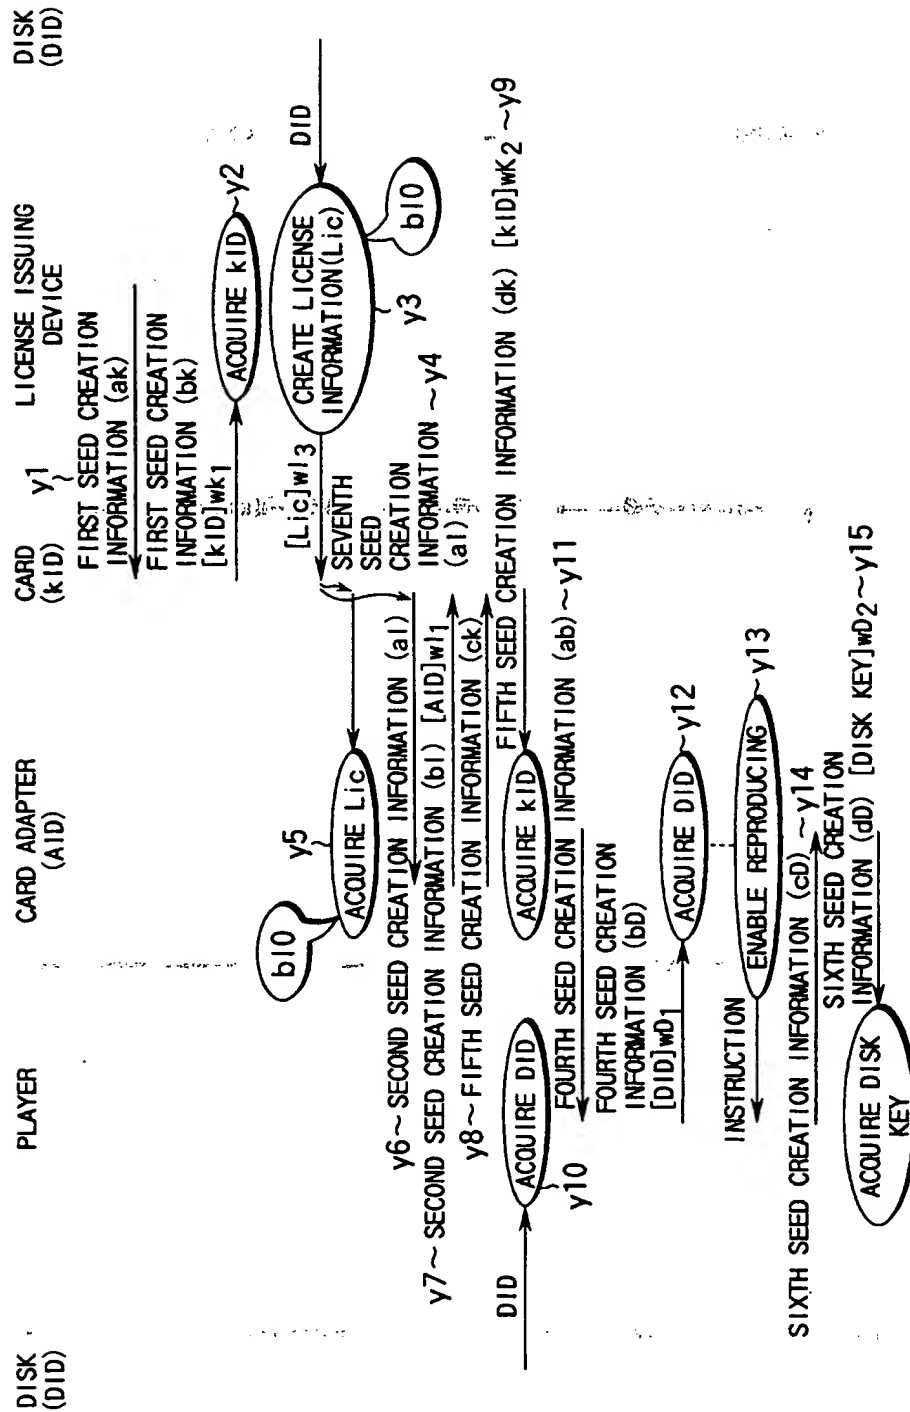 DISK
(DID)
PLAYER
CARD ADAPTER
(AID)
CARD
(kID)
LICENSE ISSUING
DEVICE
DISK
(DID)
y1
FIRST SEED CREATION
INFORMATION (ak)
FIRST SEED CREATION
INFORMATION (bk)
[kID]wk1
ACQUIRE kID
y2
DID
CREATE LICENSE
INFORMATION(Lic)
b10
y3
[Lic]wl3
SEVENTH
SEED
CREATION
INFORMATION ~y4
(al)
b10
y5
ACQUIRE Lic
y6~SECOND SEED CREATION INFORMATION (al)
y7~SECOND SEED CREATION INFORMATION (bl) [AID]wl1
y8~FIFTH SEED CREATION INFORMATION (ck)
FIFTH SEED CREATION INFORMATION (dk) [kID]wK2~y9
ACQUIRE kID
DID
ACQUIRE DID
y10
FOURTH SEED CREATION INFORMATION (ab)~y11
FOURTH SEED CREATION
INFORMATION (bD)
[DID]wD1
ACQUIRE DID
y12
INSTRUCTION
ENABLE REPRODUCING
y13
SIXTH SEED CREATION INFORMATION (cD)~y14
SIXTH SEED CREATION
INFORMATION (dD) [DISK KEY]wD2~y15
ACQUIRE DISK
KEY